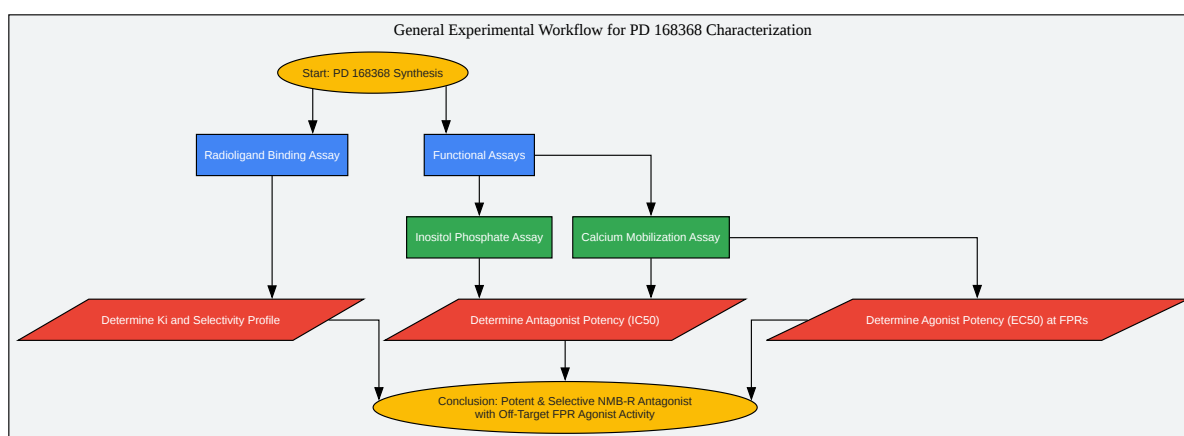 General Experimental Workflow for PD 168368 Characterization
Start: PD 168368 Synthesis
Radioligand Binding Assay
Functional Assays
Inositol Phosphate Assay
Calcium Mobilization Assay
Determine Ki and Selectivity Profile
Determine Antagonist Potency (IC50)
Determine Agonist Potency (EC50) at FPRs
Conclusion: Potent & Selective NMB-R Antagonist
with Off-Target FPR Agonist Activity